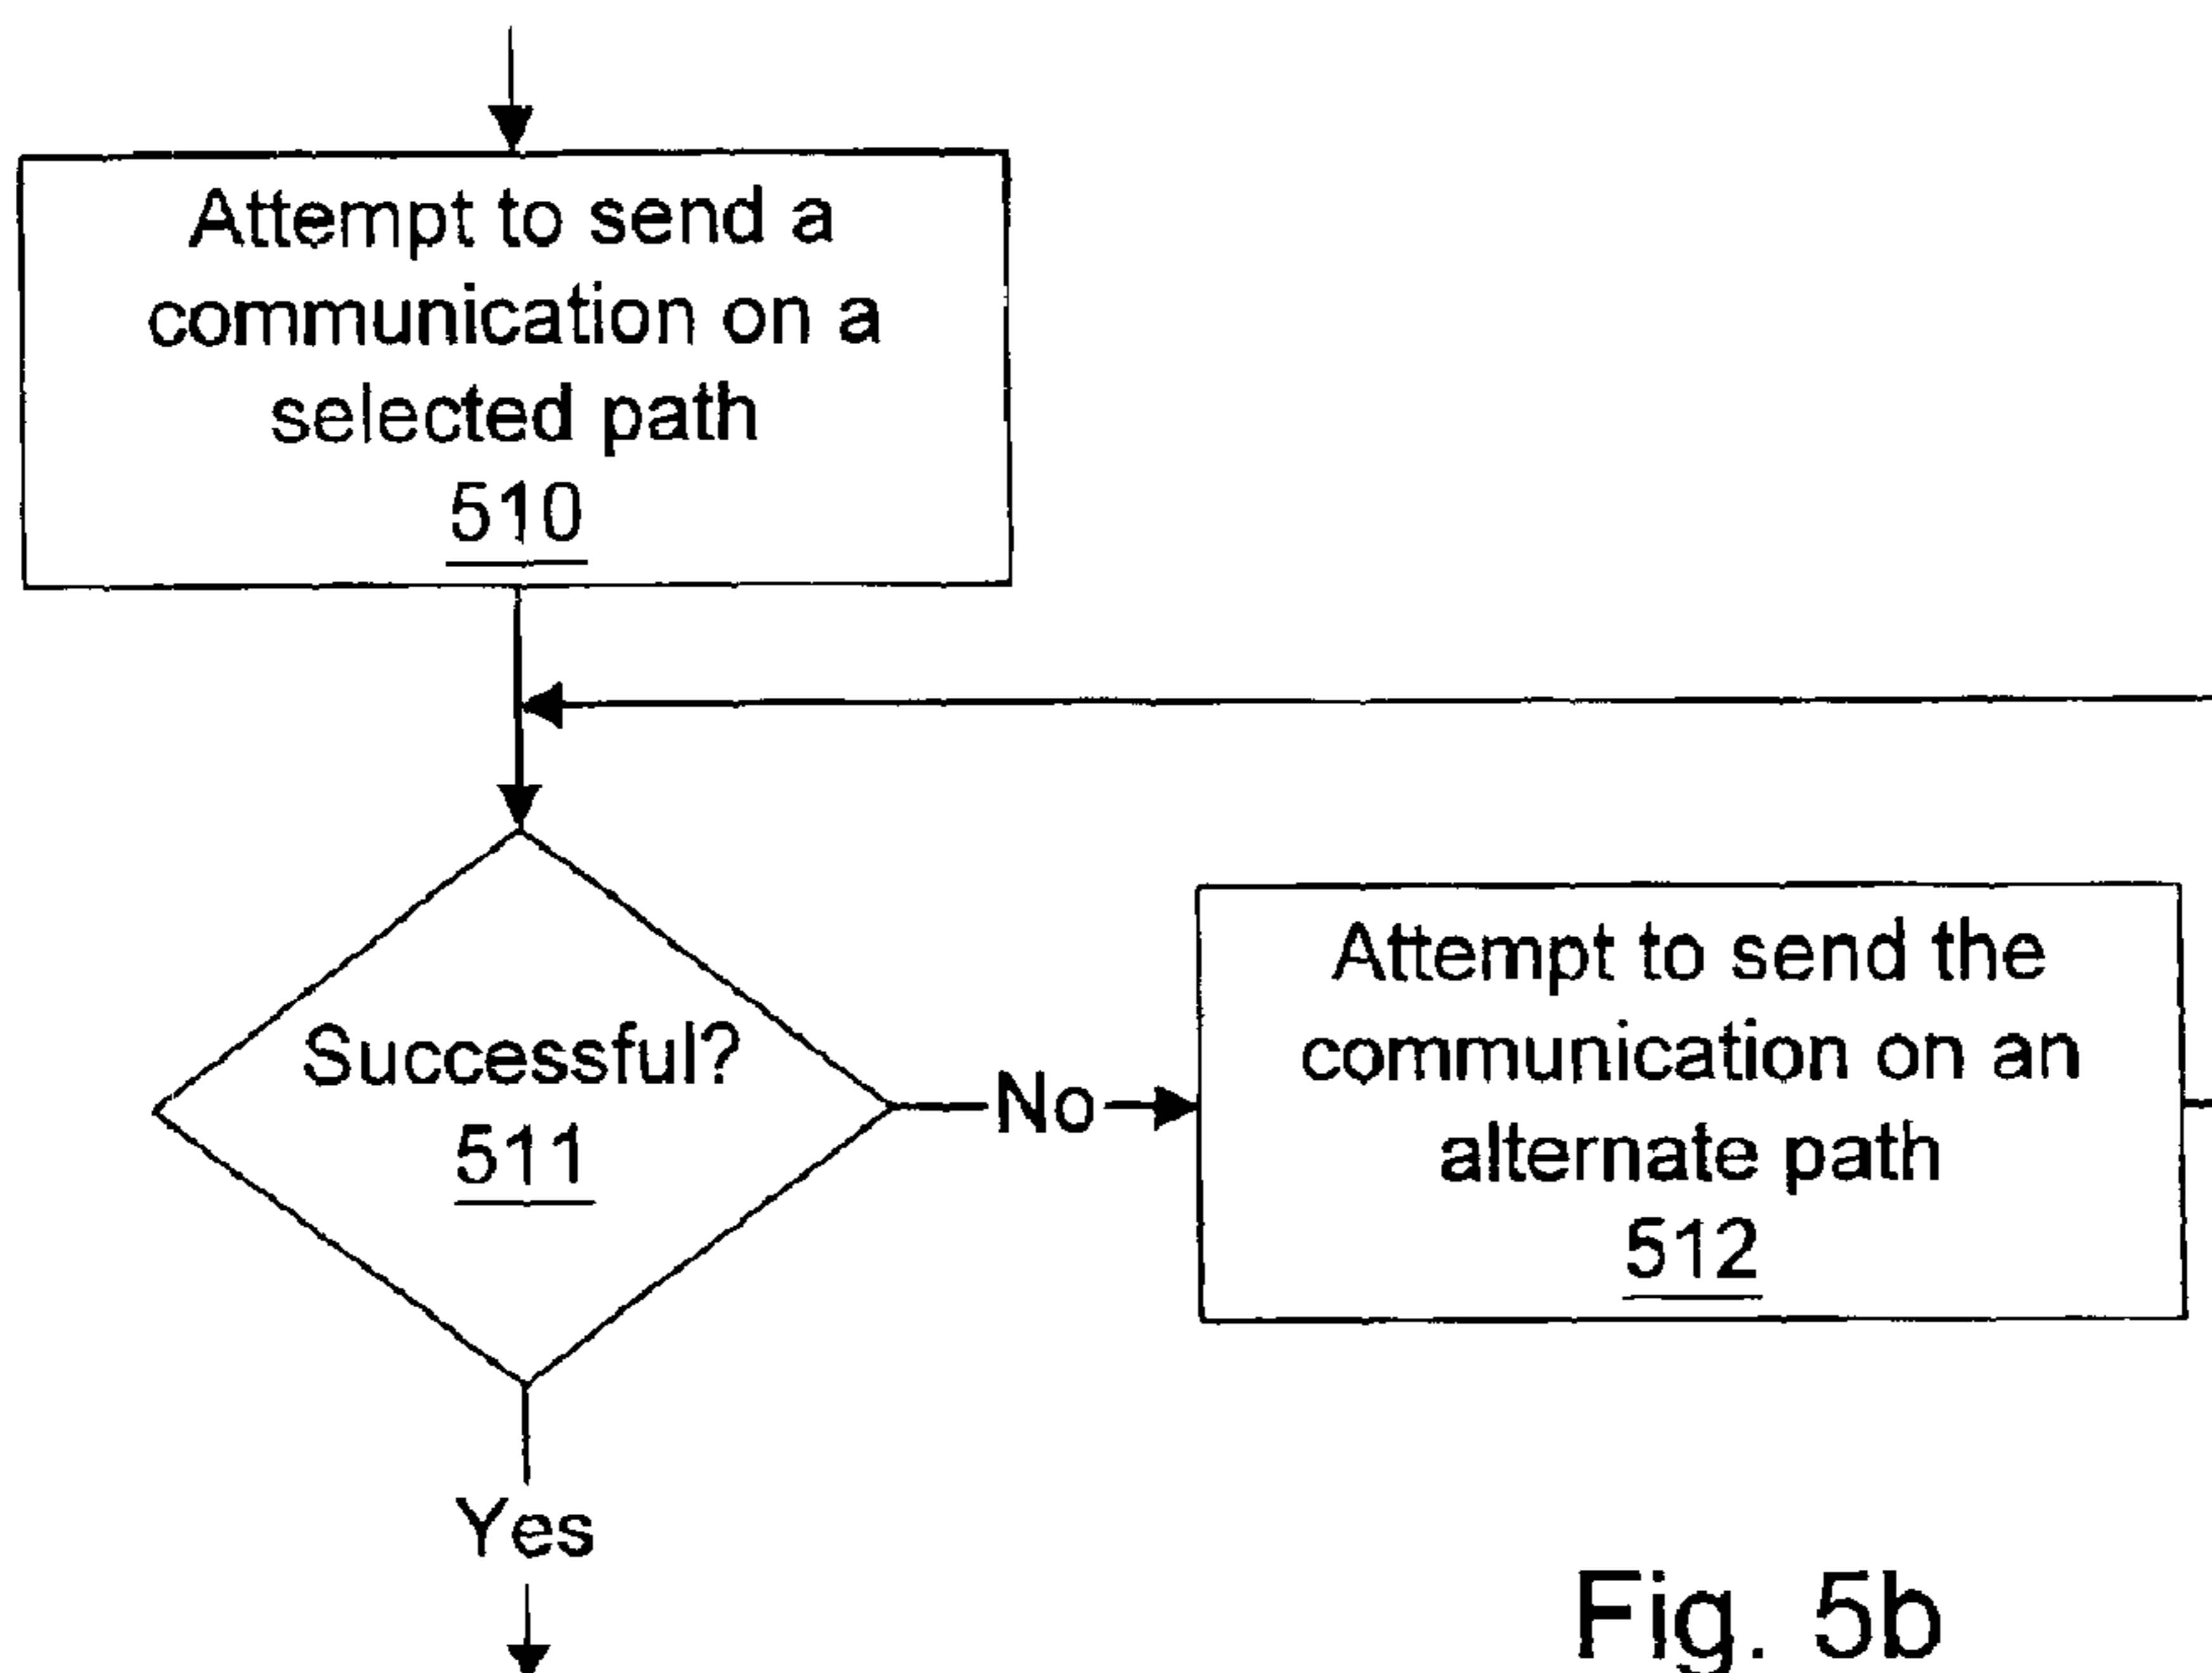 Attempt to send a
communication on a
selected path
510
Successful?
511
No
Attempt to send the
communication on an
alternate path
512
Yes
Fig. 5b